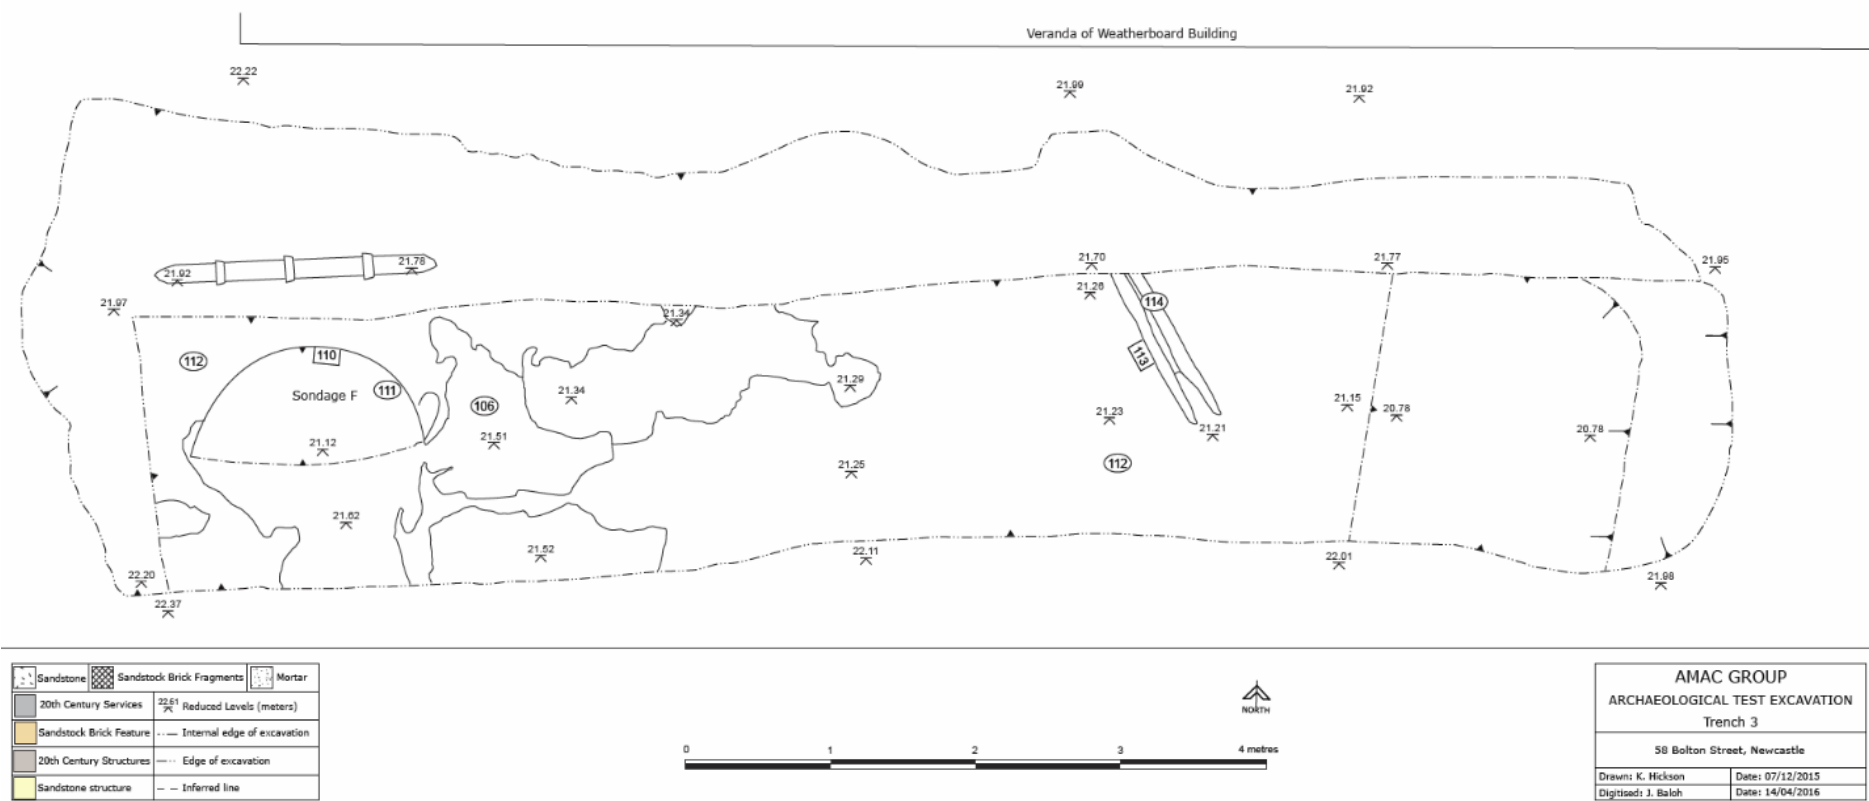 Veranda of Weatherboard Building
22.22
21.99
21.92
21.92
21.78
21.70
21.77
21.95
21.97
21.26
114
21.34
112
110
113
111
Sondage F
21.34
21.29
106
21.15
20.78
21.23
21.12
21.51
21.21
20.78
112
21.25
21.62
21.52
22.11
22.01
22.20
21.98
22.37
Sandstone Sandstock Brick Fragments Mortar
20th Century Services 22.61 Reduced Levels (meters)
Sandstock Brick Feature Internal edge of excavation
20th Century Structures Edge of excavation
Sandstone structure Inferred line
NORTH
0 1 2 3 4 metres
AMAC GROUP
ARCHAEOLOGICAL TEST EXCAVATION
Trench 3
58 Bolton Street, Newcastle
Drawn: K. Hickson Date: 07/12/2015
Digitised: J. Baloh Date: 14/04/2016